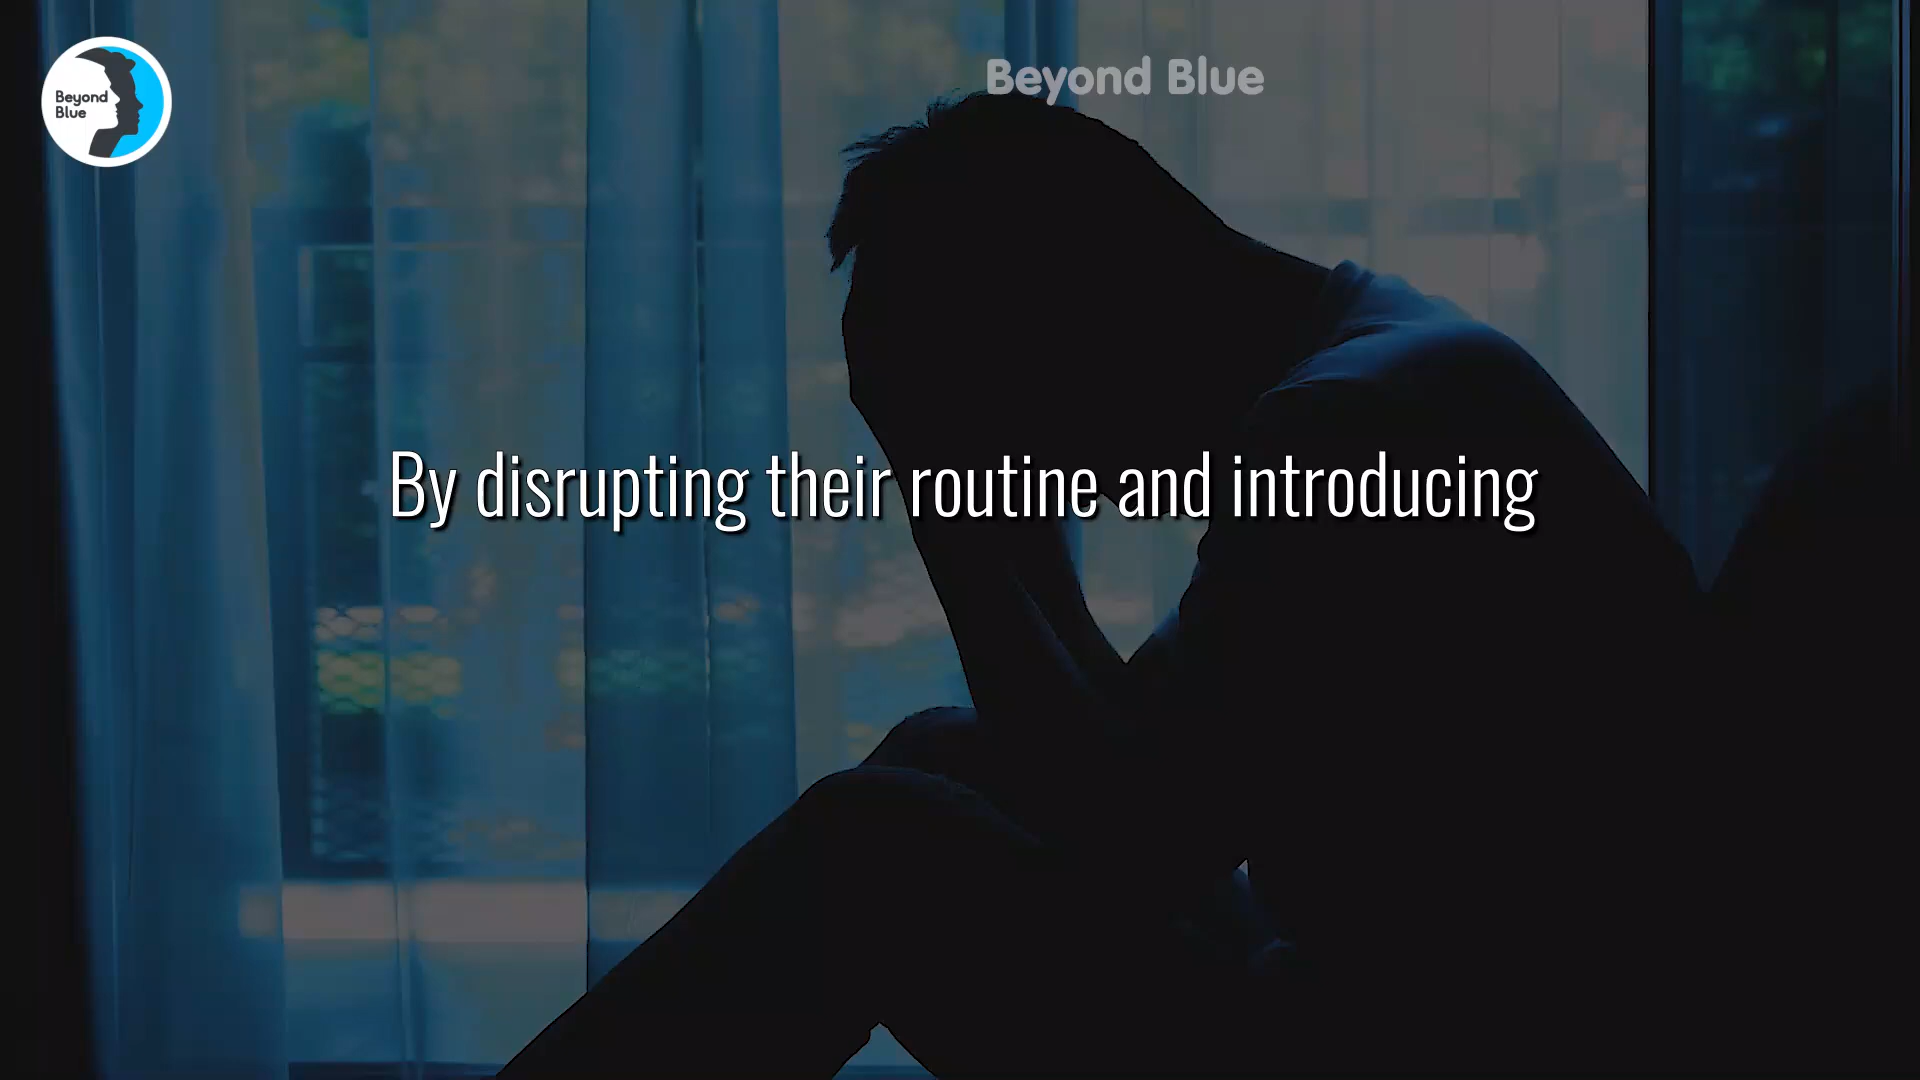 Beyond
Blue
Beyond Blue
By disrupting their routine and introducing